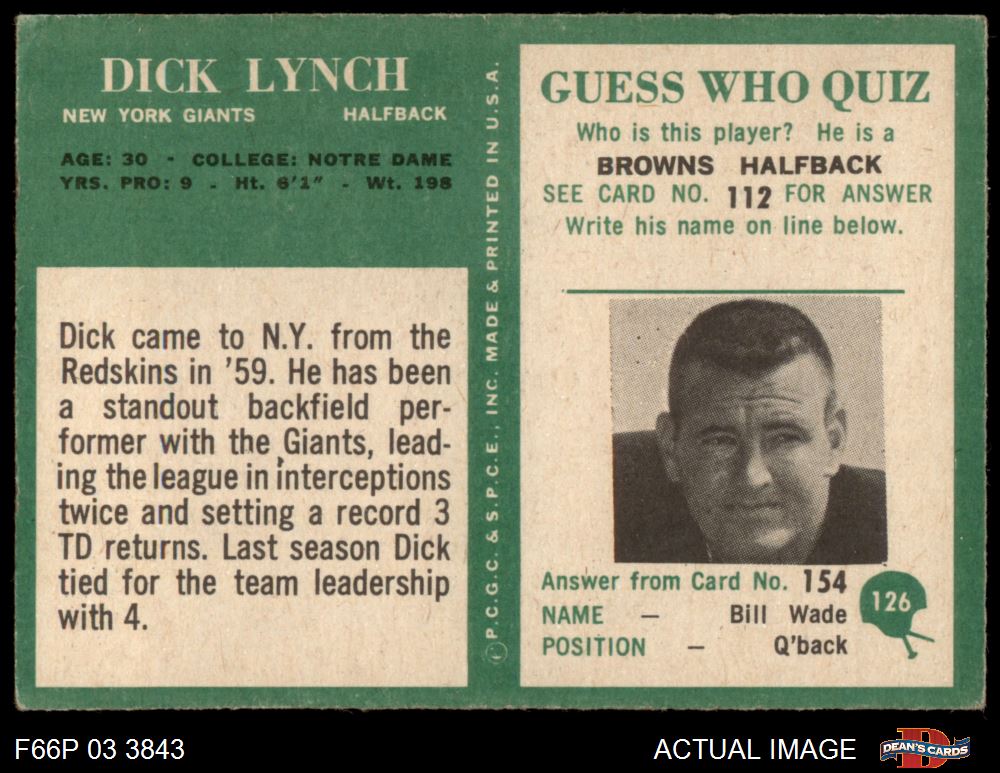 DICK LYNCH
NEW YORK GIANTS HALFBACK
AGE: 30 - COLLEGE: NOTRE DAME
YRS. PRO: 9 - Ht. 6'1" - Wt. 198
Dick came to N.Y. from the
Redskins in '59. He has been
a standout backfield per-
former with the Giants, lead-
ing the league in interceptions
twice and setting a record 3
TD returns. Last season Dick
tied for the team leadership
with 4.
© P.C.G.C. & S.P.C.E., INC. MADE & PRINTED IN U.S.A.
GUESS WHO QUIZ
Who is this player? He is a
BROWNS HALFBACK
SEE CARD NO. 112 FOR ANSWER
Write his name on line below.
Answer from Card No. 154
NAME — Bill Wade
POSITION — Q'back
126
F66P 03 3843
ACTUAL IMAGE
DEAN'S CARDS